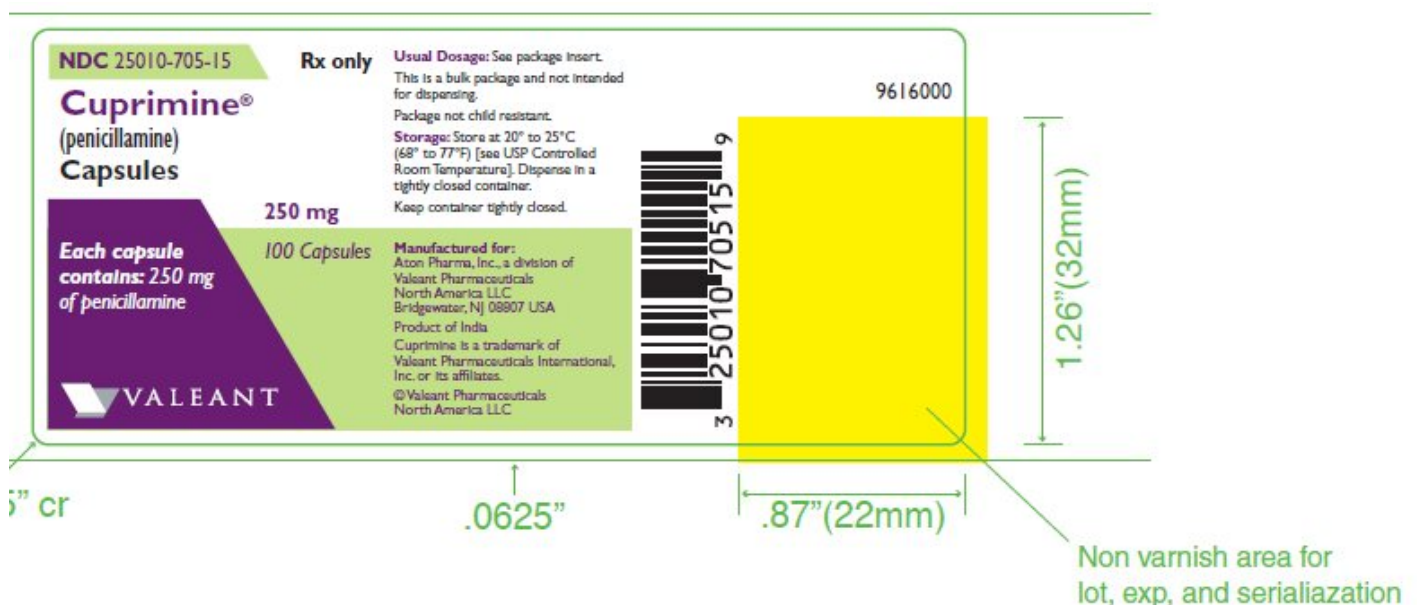 NDC 25010-705-15
Rx only
Cuprimine®
(penicillamine)
Capsules
250 mg
100 Capsules
Each capsule
contains: 250 mg
of penicillamine
VALEANT
Usual Dosage: See package insert.
This is a bulk package and not intended
for dispensing.
Package not child resistant.
Storage: Store at 20° to 25°C
(68° to 77°F) [see USP Controlled
Room Temperature]. Dispense in a
tightly closed container.
Keep container tightly closed.
Manufactured for:
Aton Pharma, Inc., a division of
Valeant Pharmaceuticals
North America LLC
Bridgewater, NJ 08807 USA
Product of India
Cuprimine is a trademark of
Valeant Pharmaceuticals International,
Inc. or its affiliates.
©Valeant Pharmaceuticals
North America LLC
3 25010 70515 9
9616000
1.26”(32mm)
5” cr
.0625”
.87”(22mm)
Non varnish area for
lot, exp, and serialiazation